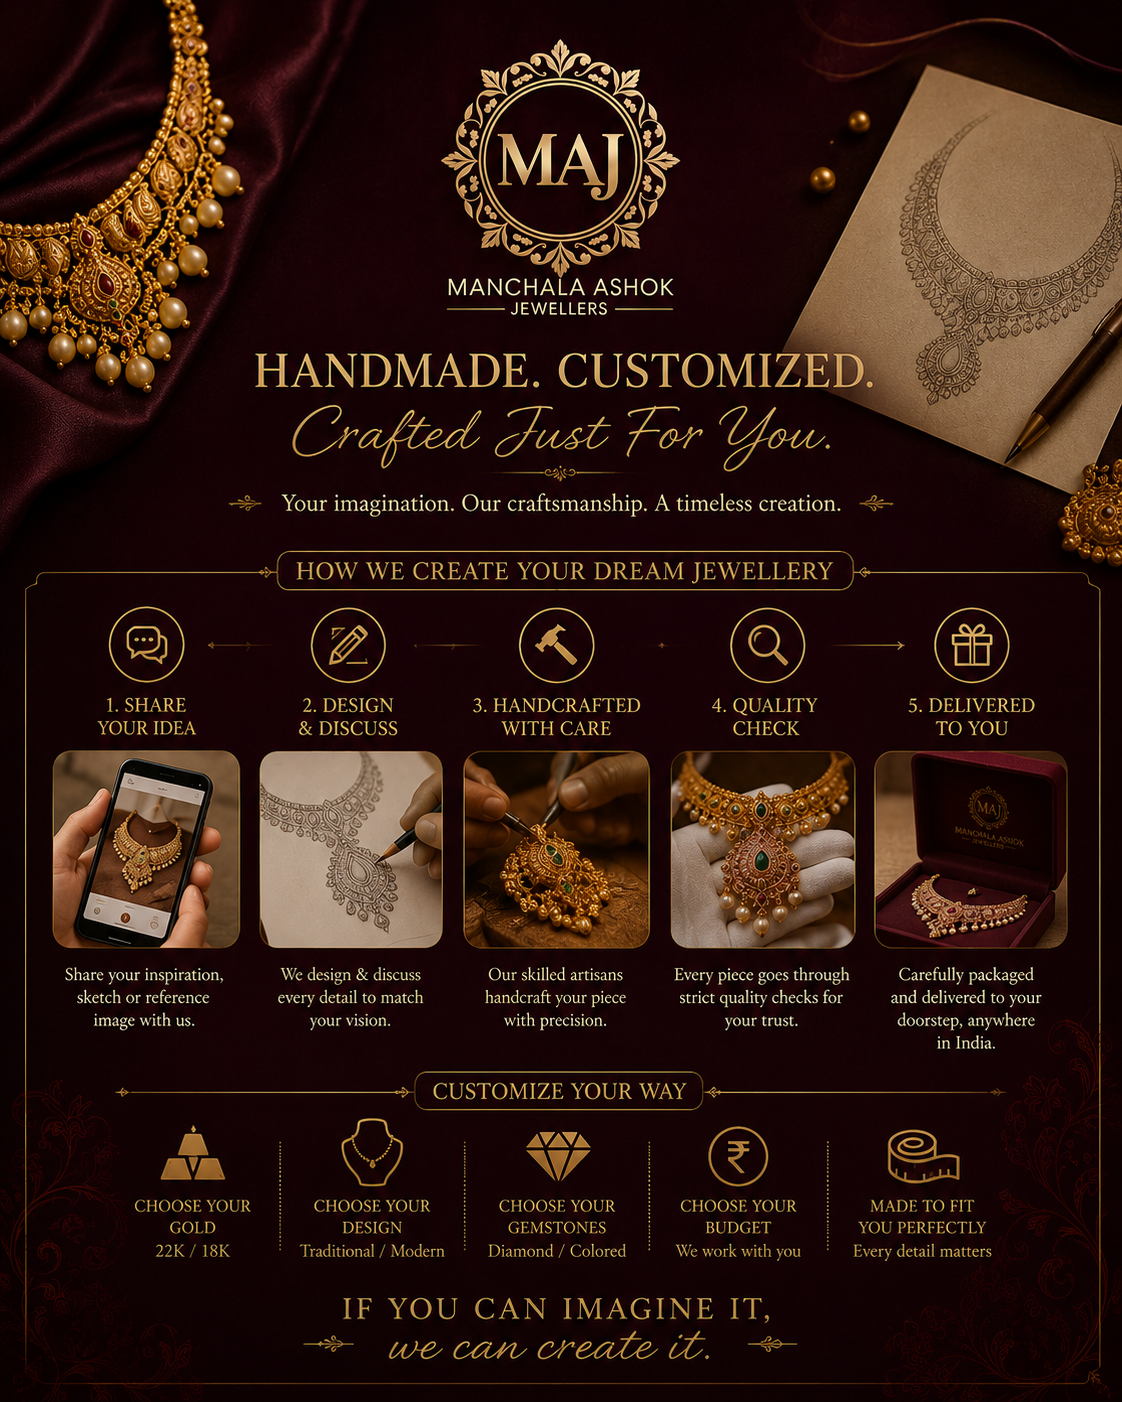 MAJ
MANCHALA ASHOK
JEWELLERS
HANDMADE. CUSTOMIZED.
Crafted Just For You.
Your imagination. Our craftsmanship. A timeless creation.
HOW WE CREATE YOUR DREAM JEWELLERY
1. SHARE
YOUR IDEA
2. DESIGN
& DISCUSS
3. HANDCRAFTED
WITH CARE
4. QUALITY
CHECK
5. DELIVERED
TO YOU
MAJ
MANCHALA ASHOK
JEWELLERS
Share your inspiration,
sketch or reference
image with us.
We design & discuss
every detail to match
your vision.
Our skilled artisans
handcraft your piece
with precision.
Every piece goes through
strict quality checks for
your trust.
Carefully packaged
and delivered to your
doorstep, anywhere
in India.
CUSTOMIZE YOUR WAY
CHOOSE YOUR
GOLD
22K / 18K
CHOOSE YOUR
DESIGN
Traditional / Modern
CHOOSE YOUR
GEMSTONES
Diamond / Colored
₹
CHOOSE YOUR
BUDGET
We work with you
MADE TO FIT
YOU PERFECTLY
Every detail matters
IF YOU CAN IMAGINE IT,
we can create it.